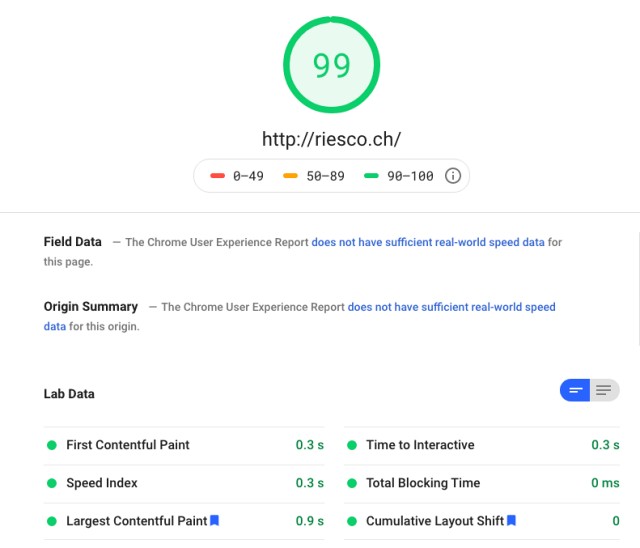 99
http://riesco.ch/
0–49 50–89 90–100
Field Data — The Chrome User Experience Report does not have sufficient real-world speed data for
this page.
Origin Summary — The Chrome User Experience Report does not have sufficient real-world speed
data for this origin.
Lab Data
First Contentful Paint 0.3 s
Time to Interactive 0.3 s
Speed Index 0.3 s
Total Blocking Time 0 ms
Largest Contentful Paint 0.9 s
Cumulative Layout Shift 0